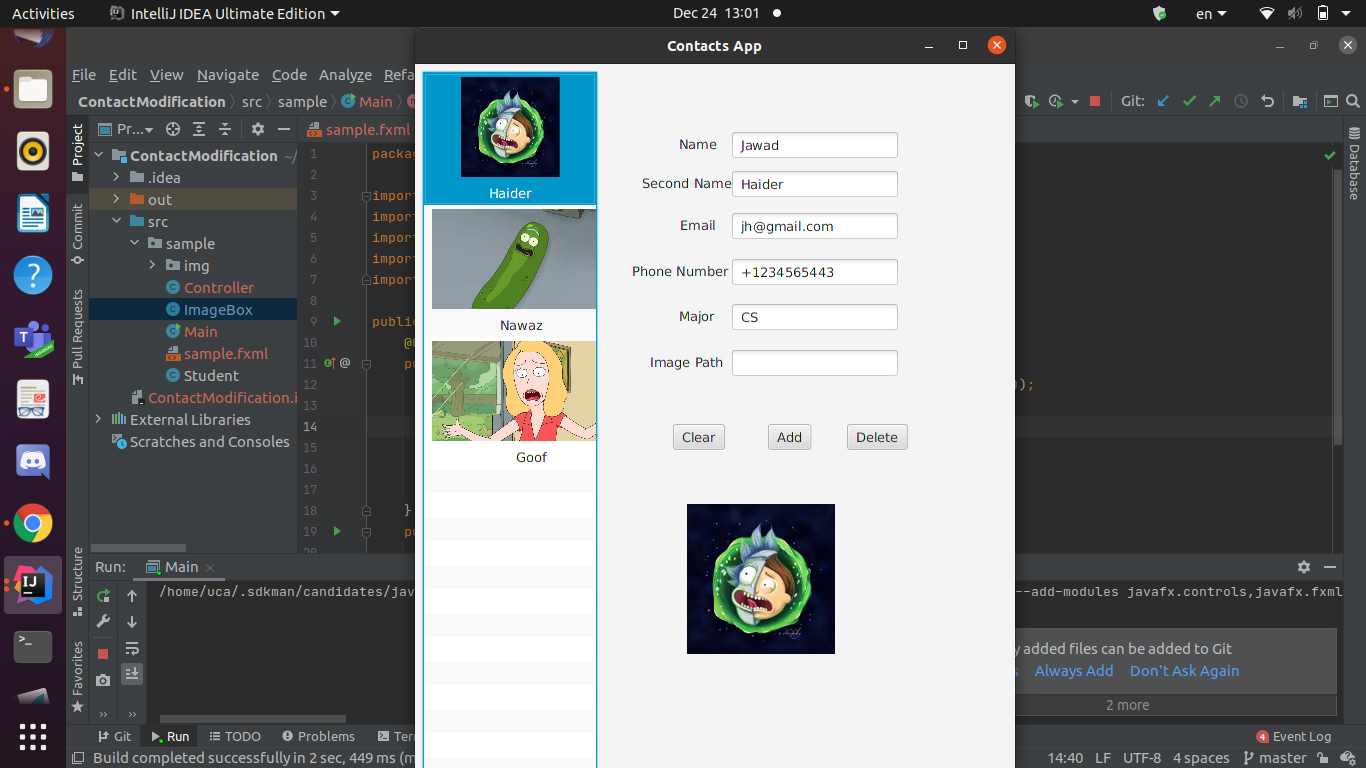 Activities IntelliJ IDEA Ultimate Edition Dec 24 13:01 en
Contacts App
File Edit View Navigate Code Analyze Refa
ContactModification src sample Main Git:
Project Pr... sample.fxml
ContactModification ~/
.idea
out
src
sample
img
Controller
ImageBox
Main
sample.fxml
Student
ContactModification.i
External Libraries
Scratches and Consoles
Commit
Pull Requests
Structure
Favorites
Database
1 packag
2
3 import
4 import
5 import
6 import
7 import
8
9 public
10
11 @ pu
12 );
13
14
15
16
17
18 }
19 pu
20
Haider
Nawaz
Goof
Name Jawad
Second Name Haider
Email jh@gmail.com
Phone Number +1234565443
Major CS
Image Path
Clear Add Delete
Run: Main
/home/uca/.sdkman/candidates/jav --add-modules javafx.controls,javafx.fxml
y added files can be added to Git
s Always Add Don't Ask Again
2 more
Git Run TODO Problems Ter 4 Event Log
Build completed successfully in 2 sec, 449 ms (m 14:40 LF UTF-8 4 spaces master